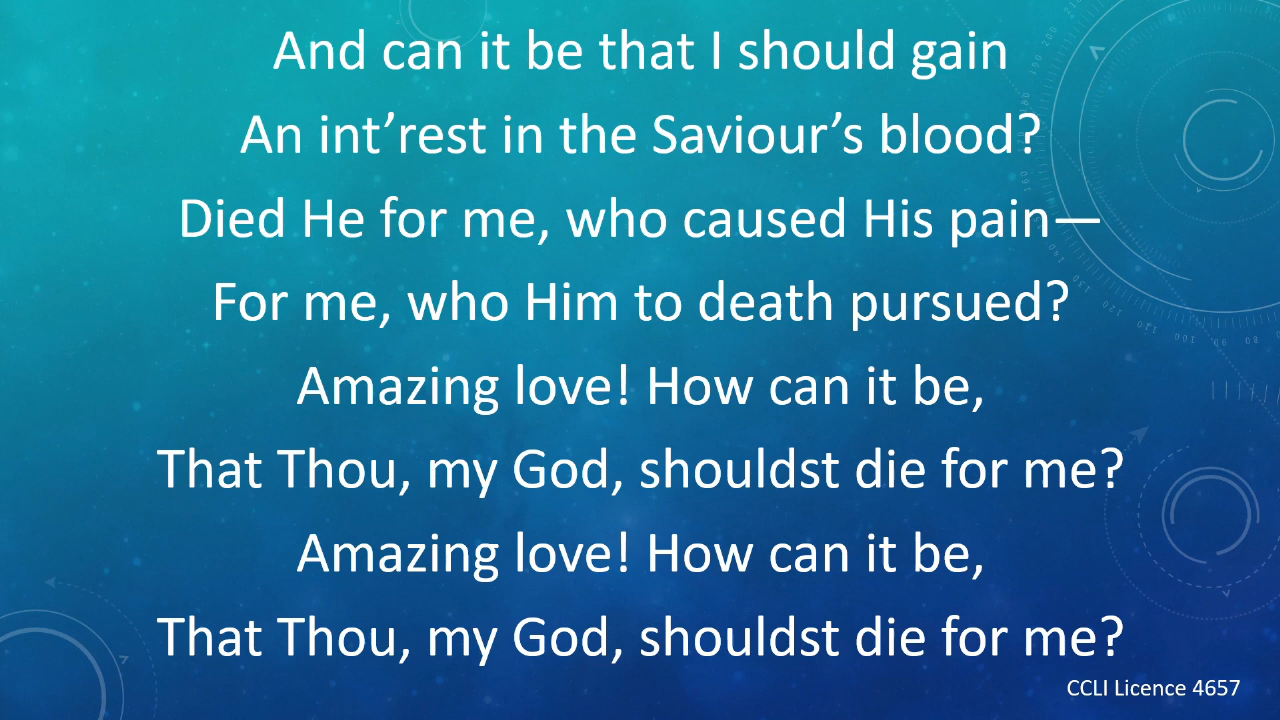 And can it be that I should gain
An int’rest in the Saviour’s blood?
Died He for me, who caused His pain—
For me, who Him to death pursued?
Amazing love! How can it be,
That Thou, my God, shouldst die for me?
Amazing love! How can it be,
That Thou, my God, shouldst die for me?
CCLI Licence 4657